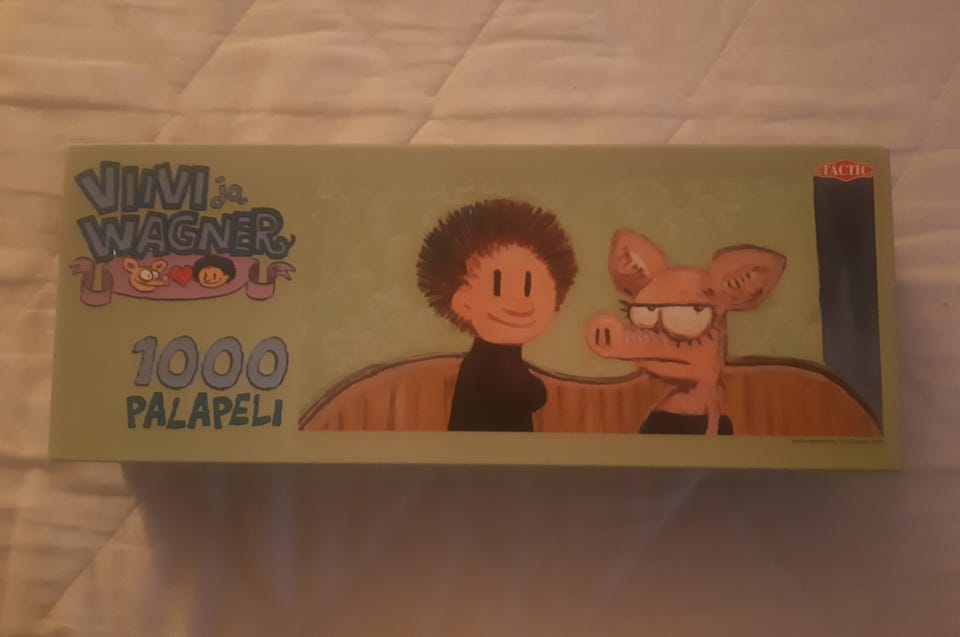 VIIVI ja
WAGNER
TACTIC
1000
PALAPELI